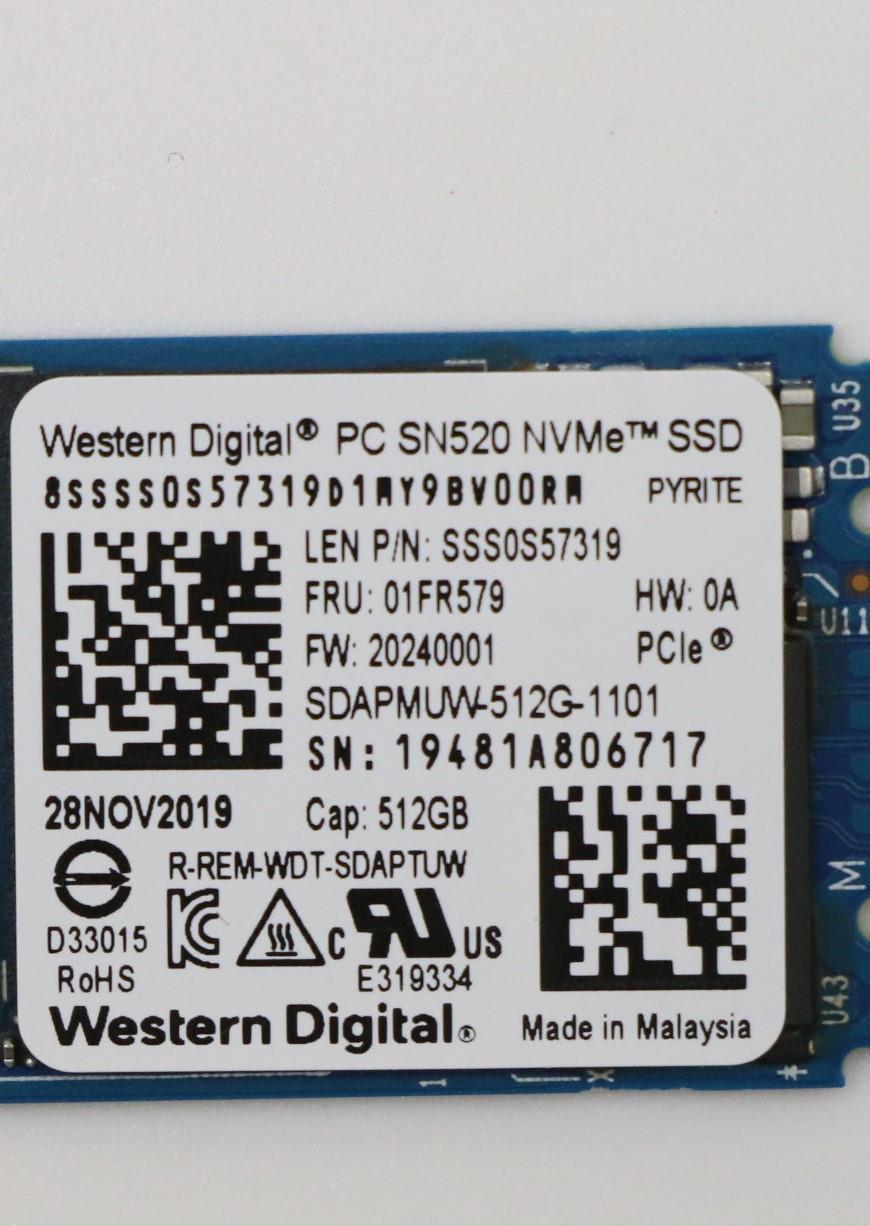 Western Digital® PC SN520 NVMe™ SSD
8SSSS0S57319D1MY9BV00RM PYRITE
LEN P/N: SSS0S57319
FRU: 01FR579 HW: 0A
FW: 20240001 PCIe®
SDAPMUW-512G-1101
SN: 19481A806717
28NOV2019 Cap: 512GB
R-REM-WDT-SDAPTUW
D33015
RoHS
C US
E319334
Western Digital®
Made in Malaysia
U35
B
U11
M
U43
1